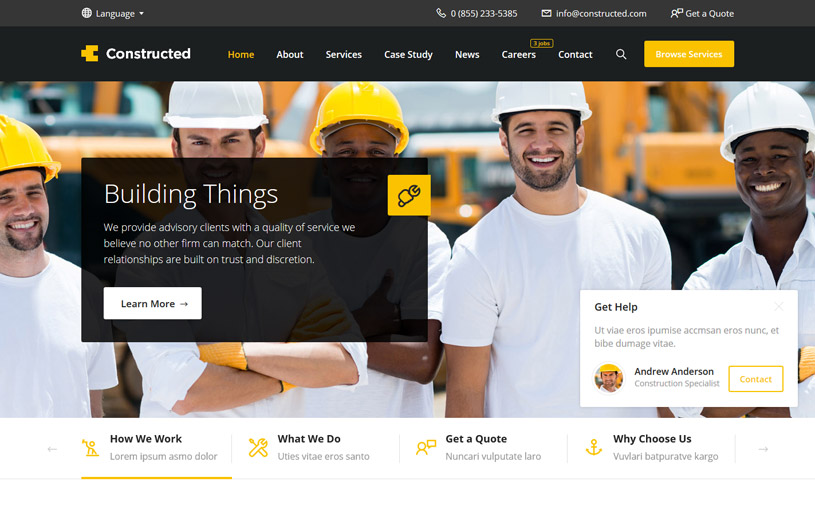 Language
0 (855) 233-5385
info@constructed.com
Get a Quote
Constructed
Home
About
Services
Case Study
News
Careers
3 jobs
Contact
Browse Services
Building Things
We provide advisory clients with a quality of service we
believe no other firm can match. Our client
relationships are built on trust and discretion.
Learn More →
Get Help
Ut viae eros ipumise accmsan eros nunc, et
bibe dumage vitae.
Andrew Anderson
Construction Specialist
Contact
How We Work
Lorem ipsum asmo dolor
What We Do
Uties vitae eros santo
Get a Quote
Nuncari vulputate laro
Why Choose Us
Vuvlari batpuratve kargo